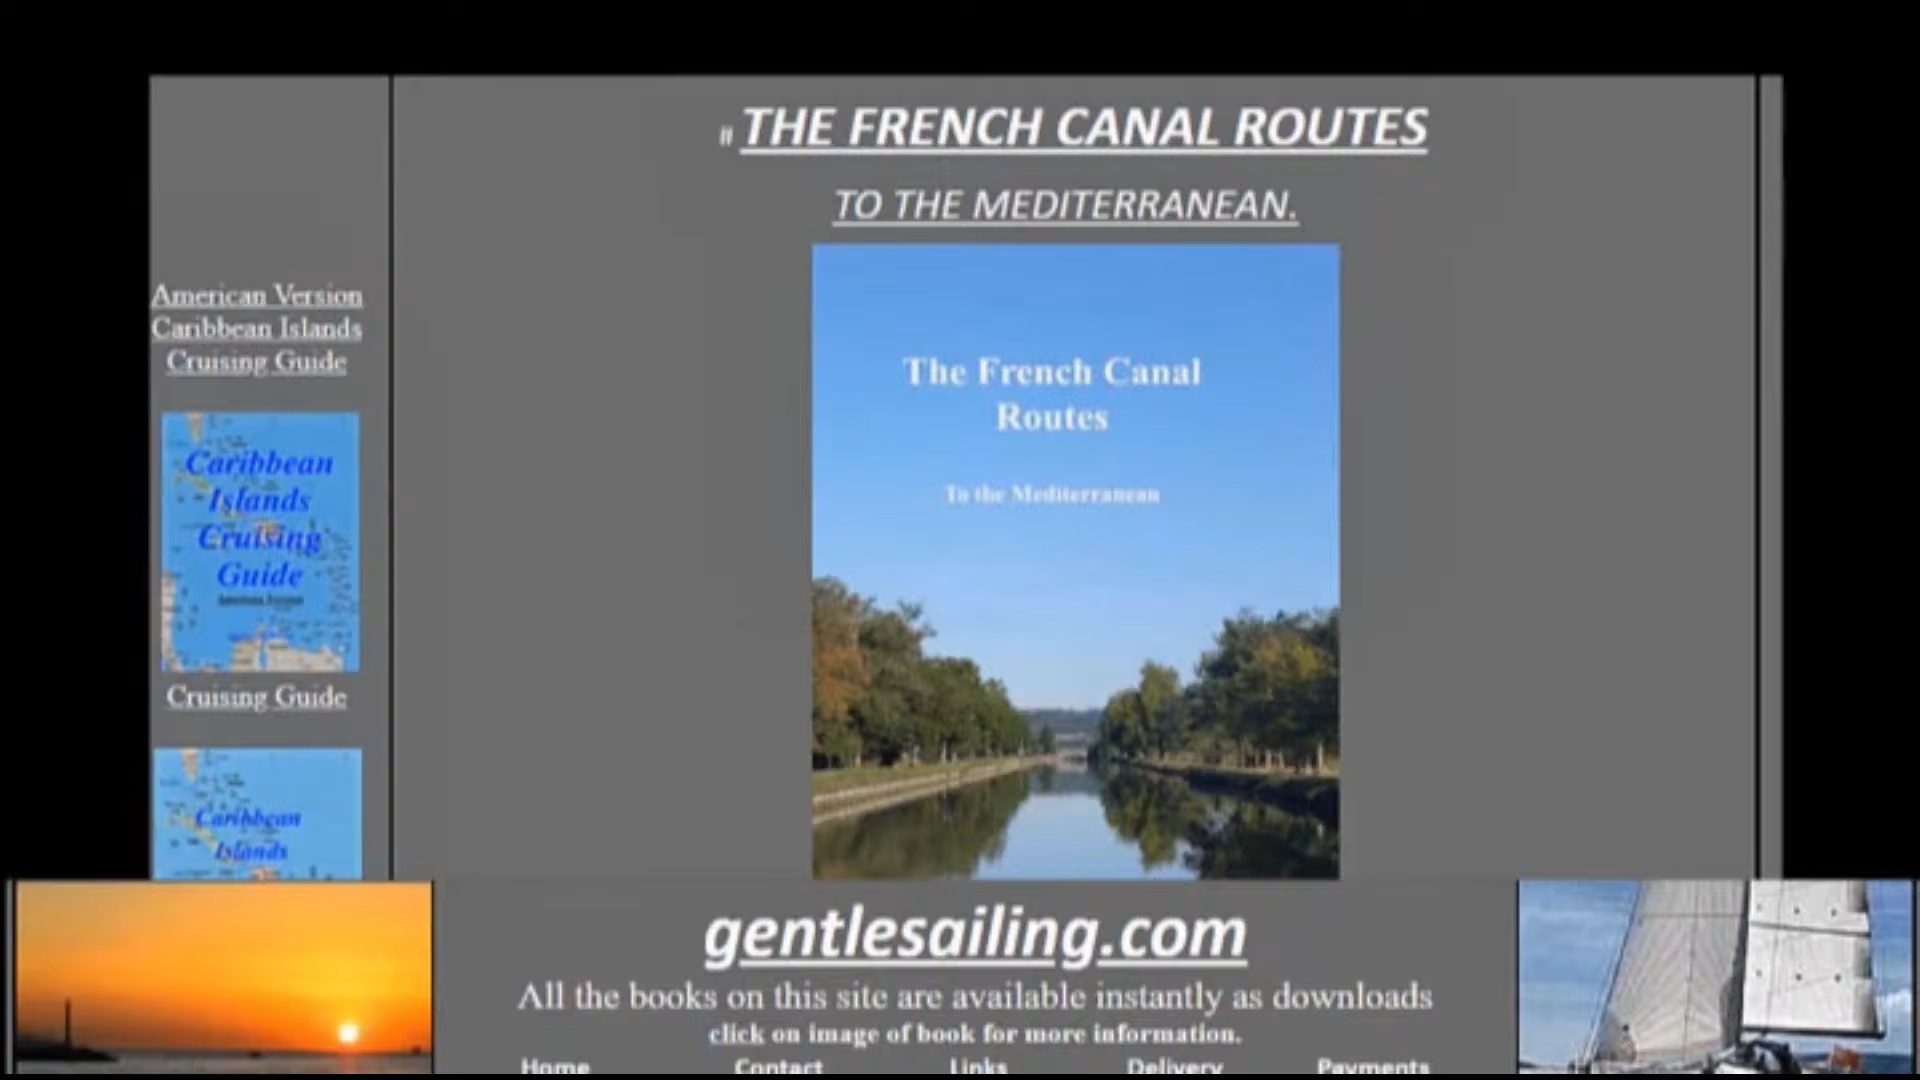 THE FRENCH CANAL ROUTES
TO THE MEDITERRANEAN.
American Version
Caribbean Islands
Cruising Guide
Caribbean
Islands
Cruising
Guide
Cruising Guide
Caribbean
Islands
The French Canal
Routes
To the Mediterranean
gentlesailing.com
All the books on this site are available instantly as downloads
click on image of book for more information.
Home Contact Links Delivery Payments